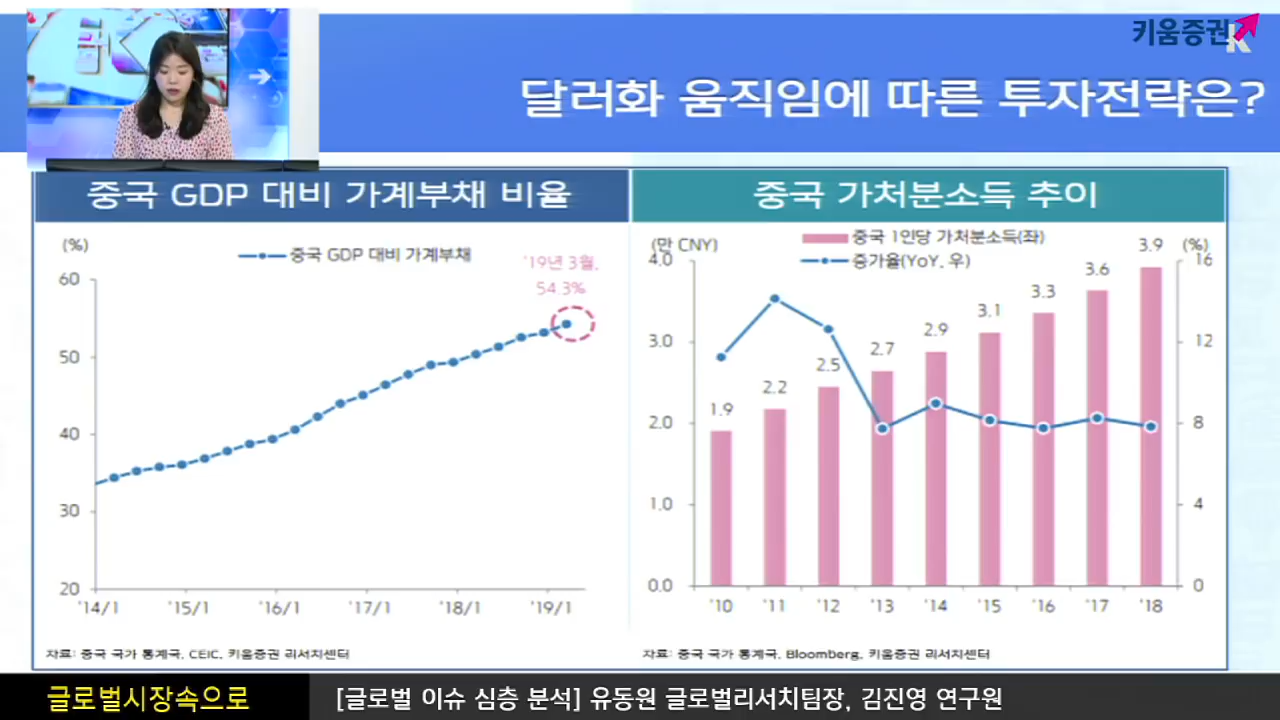 키움증권
달러화 움직임에 따른 투자전략은?
중국 GDP 대비 가계부채 비율
(%)
중국 GDP 대비 가계부채
'19년 3월,
54.3%
60
50
40
30
20
'14/1 '15/1 '16/1 '17/1 '18/1 '19/1
자료: 중국 국가 통계국, CEIC, 키움증권 리서치센터
중국 가처분소득 추이
(만 CNY)
중국 1인당 가처분소득(좌)
증가율(YoY, 우)
(%)
4.0
3.0
2.0
1.0
0.0
1.9
2.2
2.5
2.7
2.9
3.1
3.3
3.6
3.9
16
12
8
4
0
'10 '11 '12 '13 '14 '15 '16 '17 '18
자료: 중국 국가 통계국, Bloomberg, 키움증권 리서치센터
글로벌시장속으로
[글로벌 이슈 심층 분석] 유동원 글로벌리서치팀장, 김진영 연구원